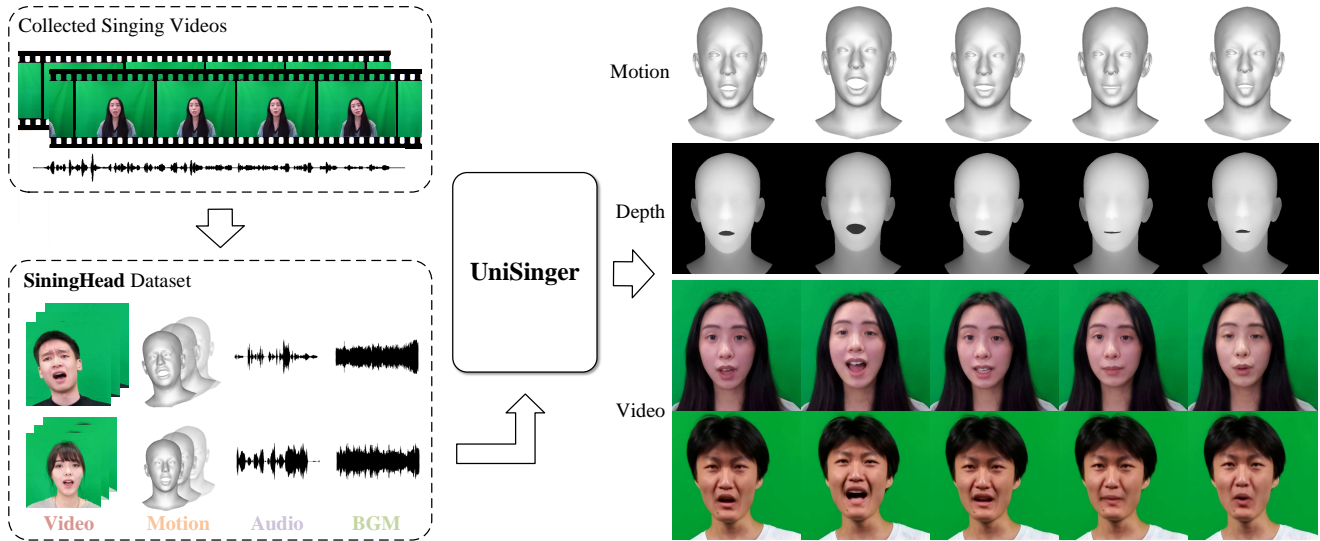 Collected Singing Videos
SiningHead Dataset
Video Motion Audio BGM
UniSinger
Motion
Depth
Video